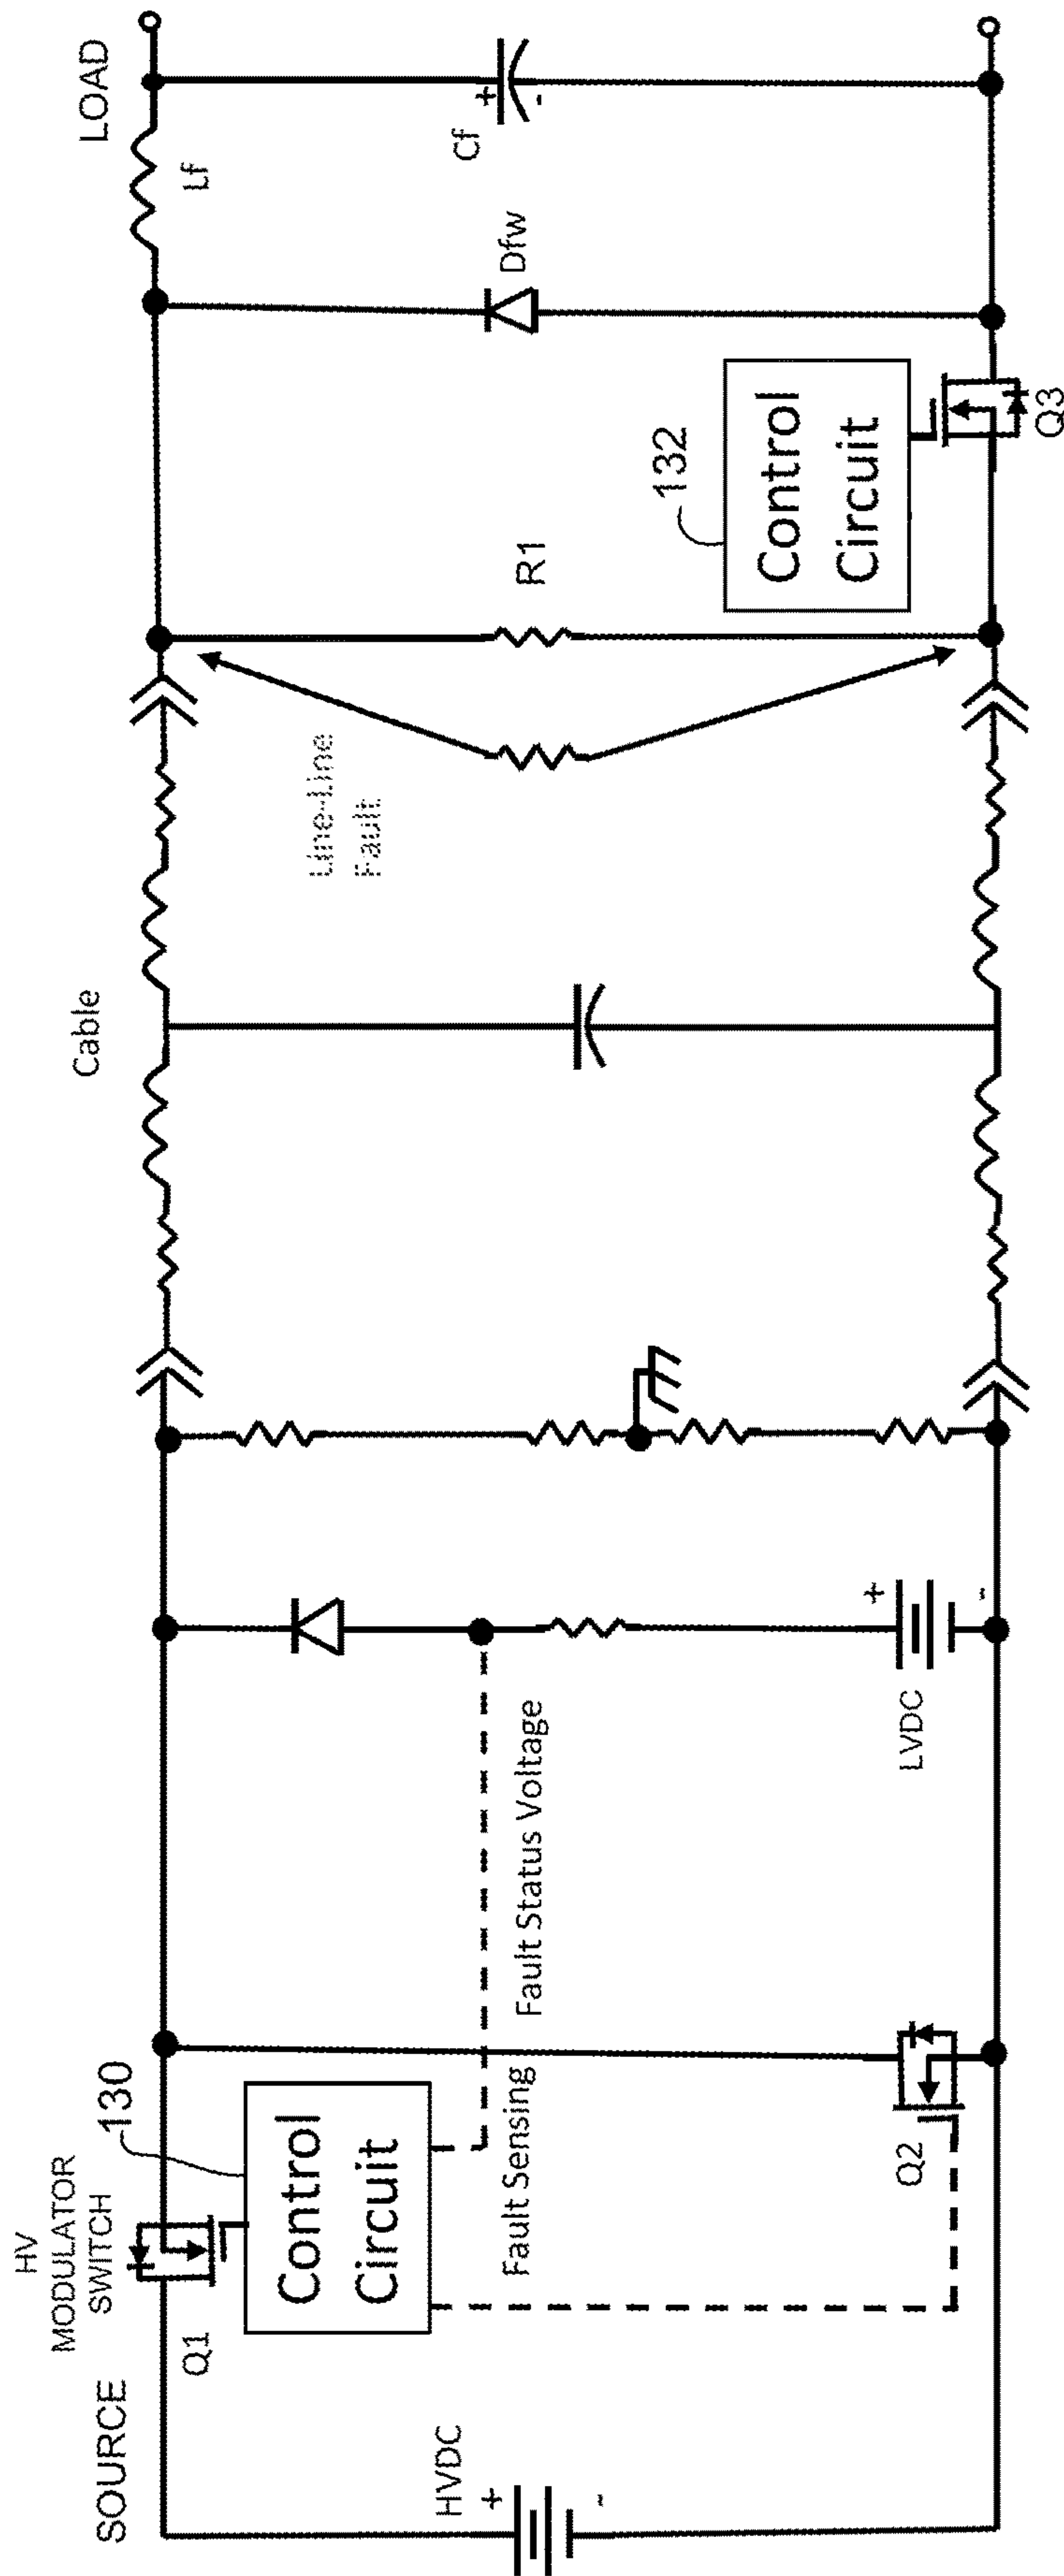 SOURCE
HV
MODULATOR
SWITCH
Q1
130
Control
Circuit
HVDC
+
-
Fault Sensing
Fault Status Voltage
Q2
LVDC
+
-
Cable
Line-Line
Fault
R1
132
Control
Circuit
Q3
Dfw
LOAD
Lf
Cf
+
-